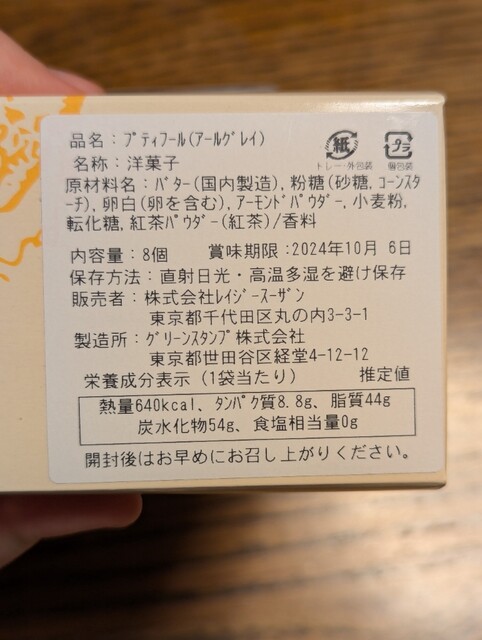 品名：ﾌﾟﾃｨﾌｰﾙ(ｱｰﾙｸﾞﾚｲ)
名称：洋菓子
紙
トレー・外包装
プラ
個包装
原材料名：ﾊﾞﾀｰ(国内製造), 粉糖(砂糖, ｺｰﾝｽﾀ
ｰﾁ), 卵白(卵を含む), ｱｰﾓﾝﾄﾞﾊﾟｳﾀﾞｰ, 小麦粉,
転化糖, 紅茶ﾊﾟｳﾀﾞｰ(紅茶)/香料
内容量：8個 賞味期限：2024年10月 6日
保存方法：直射日光・高温多湿を避け保存
販売者：株式会社ﾚｲｼﾞｰｽｰｻﾞﾝ
東京都千代田区丸の内3-3-1
製造所：ｸﾞﾘｰﾝｽﾀﾝﾌﾟ株式会社
東京都世田谷区経堂4-12-12
栄養成分表示（1袋当たり） 推定値
熱量640kcal、ﾀﾝﾊﾟｸ質8.8g、脂質44g
炭水化物54g、食塩相当量0g
開封後はお早めにお召し上がりください。